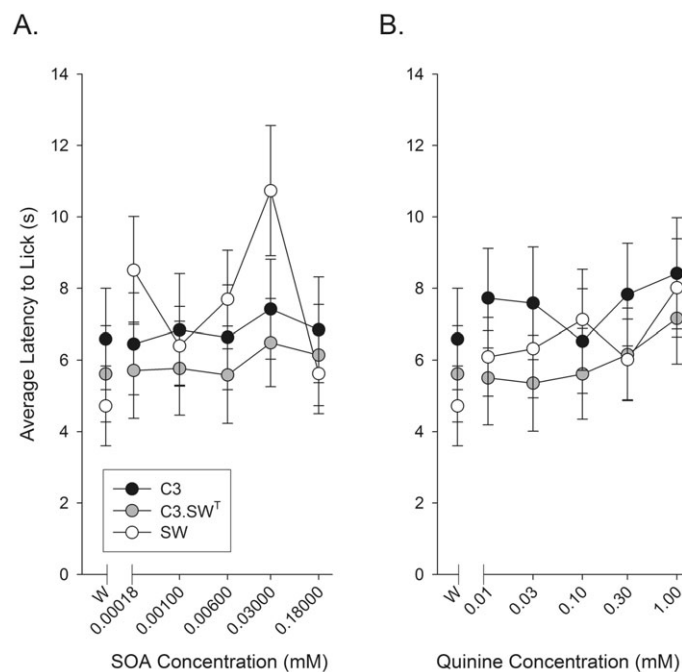 A.
B.
Average Latency to Lick (s)
14
12
10
8
6
4
2
0
C3
C3.SWᵀ
SW
W
0.00018
0.00100
0.00600
0.03000
0.18000
SOA Concentration (mM)
14
12
10
8
6
4
2
0
W
0.01
0.03
0.10
0.30
1.00
Quinine Concentration (mM)